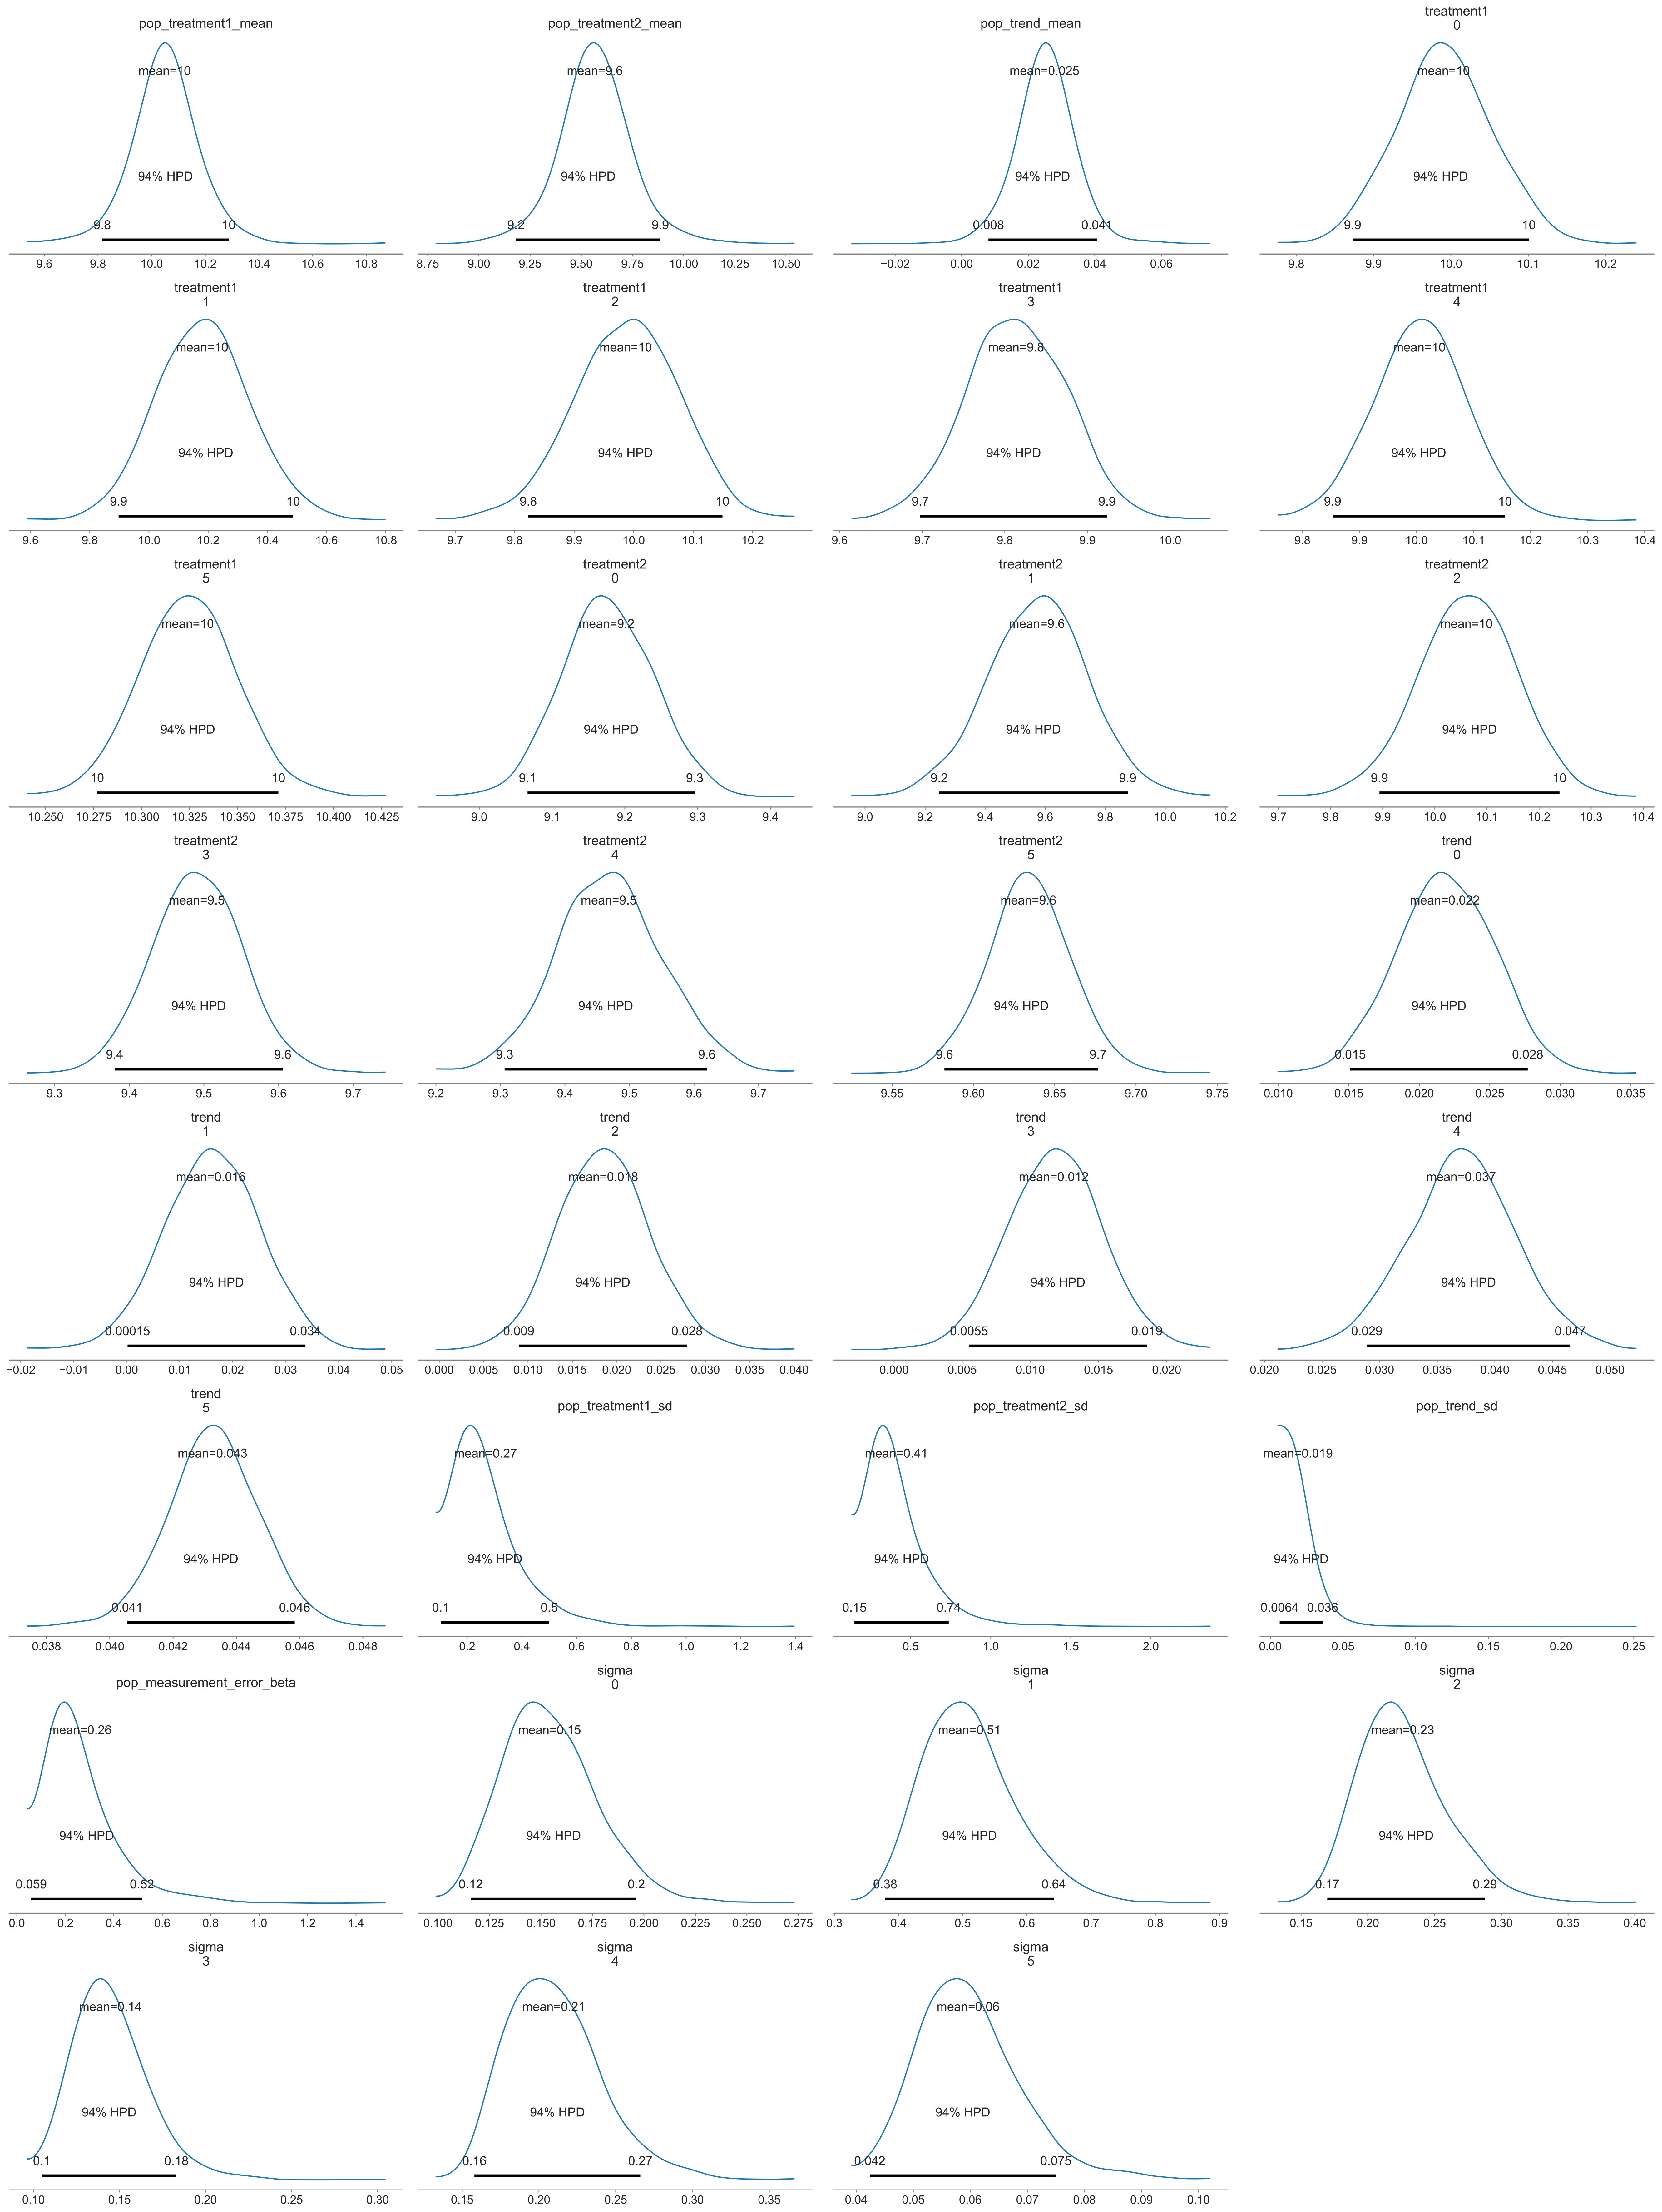 pop_treatment1_mean
mean=10
94% HPD
9.8 10
9.6 9.8 10.0 10.2 10.4 10.6 10.8
pop_treatment2_mean
mean=9.6
94% HPD
9.2 9.9
8.75 9.00 9.25 9.50 9.75 10.00 10.25 10.50
pop_trend_mean
mean=0.025
94% HPD
0.008 0.041
−0.02 0.00 0.02 0.04 0.06
treatment1
0
mean=10
94% HPD
9.9 10
9.8 9.9 10.0 10.1 10.2
treatment1
1
mean=10
94% HPD
9.9 10
9.6 9.8 10.0 10.2 10.4 10.6 10.8
treatment1
2
mean=10
94% HPD
9.8 10
9.7 9.8 9.9 10.0 10.1 10.2
treatment1
3
mean=9.8
94% HPD
9.7 9.9
9.6 9.7 9.8 9.9 10.0
treatment1
4
mean=10
94% HPD
9.9 10
9.8 9.9 10.0 10.1 10.2 10.3 10.4
treatment1
5
mean=10
94% HPD
10 10
10.250 10.275 10.300 10.325 10.350 10.375 10.400 10.425
treatment2
0
mean=9.2
94% HPD
9.1 9.3
9.0 9.1 9.2 9.3 9.4
treatment2
1
mean=9.6
94% HPD
9.2 9.9
9.0 9.2 9.4 9.6 9.8 10.0 10.2
treatment2
2
mean=10
94% HPD
9.9 10
9.7 9.8 9.9 10.0 10.1 10.2 10.3 10.4
treatment2
3
mean=9.5
94% HPD
9.4 9.6
9.3 9.4 9.5 9.6 9.7
treatment2
4
mean=9.5
94% HPD
9.3 9.6
9.2 9.3 9.4 9.5 9.6 9.7
treatment2
5
mean=9.6
94% HPD
9.6 9.7
9.55 9.60 9.65 9.70 9.75
trend
0
mean=0.022
94% HPD
0.015 0.028
0.010 0.015 0.020 0.025 0.030 0.035
trend
1
mean=0.016
94% HPD
0.00015 0.034
−0.02 −0.01 0.00 0.01 0.02 0.03 0.04 0.05
trend
2
mean=0.018
94% HPD
0.009 0.028
0.000 0.005 0.010 0.015 0.020 0.025 0.030 0.035 0.040
trend
3
mean=0.012
94% HPD
0.0055 0.019
0.000 0.005 0.010 0.015 0.020
trend
4
mean=0.037
94% HPD
0.029 0.047
0.020 0.025 0.030 0.035 0.040 0.045 0.050
trend
5
mean=0.043
94% HPD
0.041 0.046
0.038 0.040 0.042 0.044 0.046 0.048
pop_treatment1_sd
mean=0.27
94% HPD
0.1 0.5
0.2 0.4 0.6 0.8 1.0 1.2 1.4
pop_treatment2_sd
mean=0.41
94% HPD
0.15 0.74
0.5 1.0 1.5 2.0
pop_trend_sd
mean=0.019
94% HPD
0.0064 0.036
0.00 0.05 0.10 0.15 0.20 0.25
pop_measurement_error_beta
mean=0.26
94% HPD
0.059 0.52
0.0 0.2 0.4 0.6 0.8 1.0 1.2 1.4
sigma
0
mean=0.15
94% HPD
0.12 0.2
0.100 0.125 0.150 0.175 0.200 0.225 0.250 0.275
sigma
1
mean=0.51
94% HPD
0.38 0.64
0.3 0.4 0.5 0.6 0.7 0.8 0.9
sigma
2
mean=0.23
94% HPD
0.17 0.29
0.15 0.20 0.25 0.30 0.35 0.40
sigma
3
mean=0.14
94% HPD
0.1 0.18
0.10 0.15 0.20 0.25 0.30
sigma
4
mean=0.21
94% HPD
0.16 0.27
0.15 0.20 0.25 0.30 0.35
sigma
5
mean=0.06
94% HPD
0.042 0.075
0.04 0.05 0.06 0.07 0.08 0.09 0.10